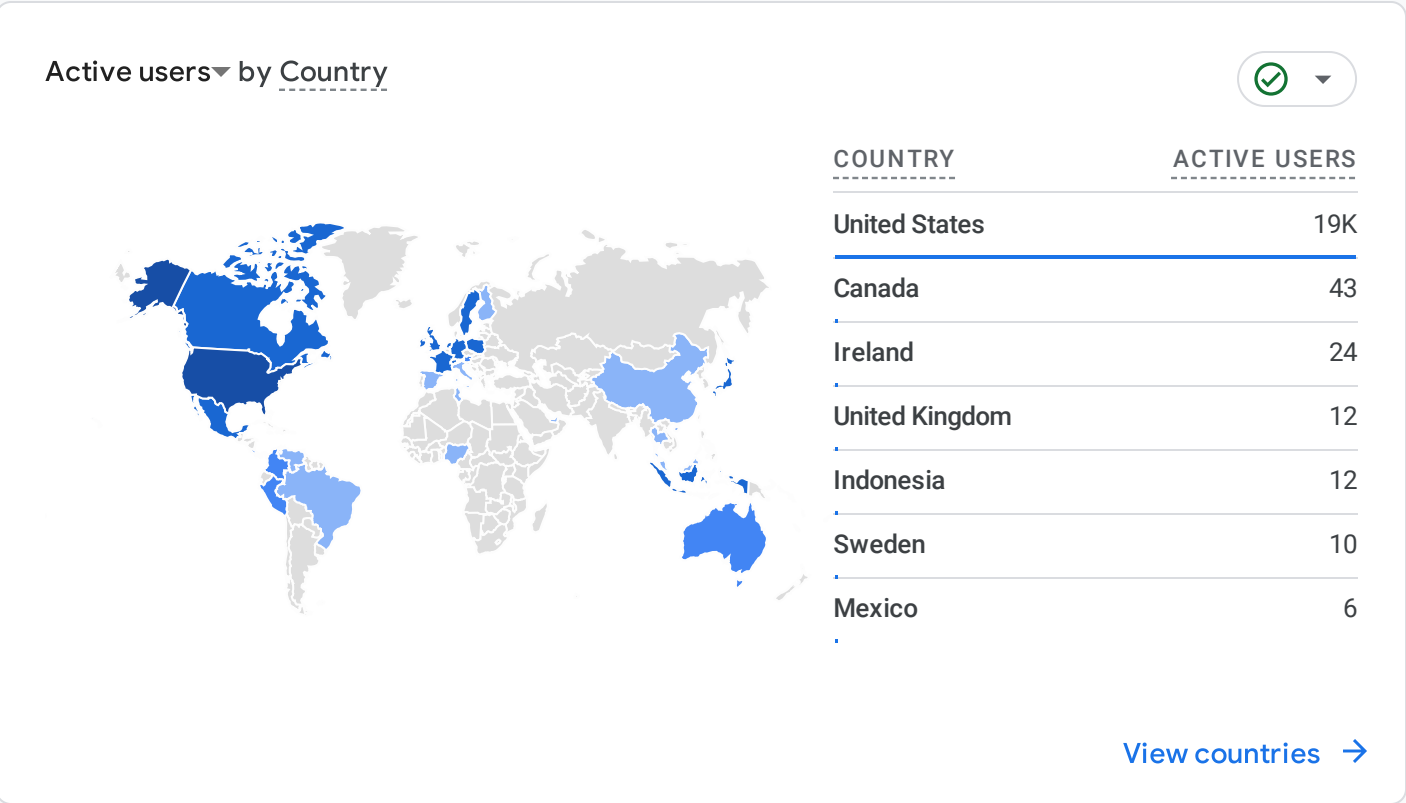 Active users by Country
COUNTRY ACTIVE USERS
United States 19K
Canada 43
Ireland 24
United Kingdom 12
Indonesia 12
Sweden 10
Mexico 6
View countries